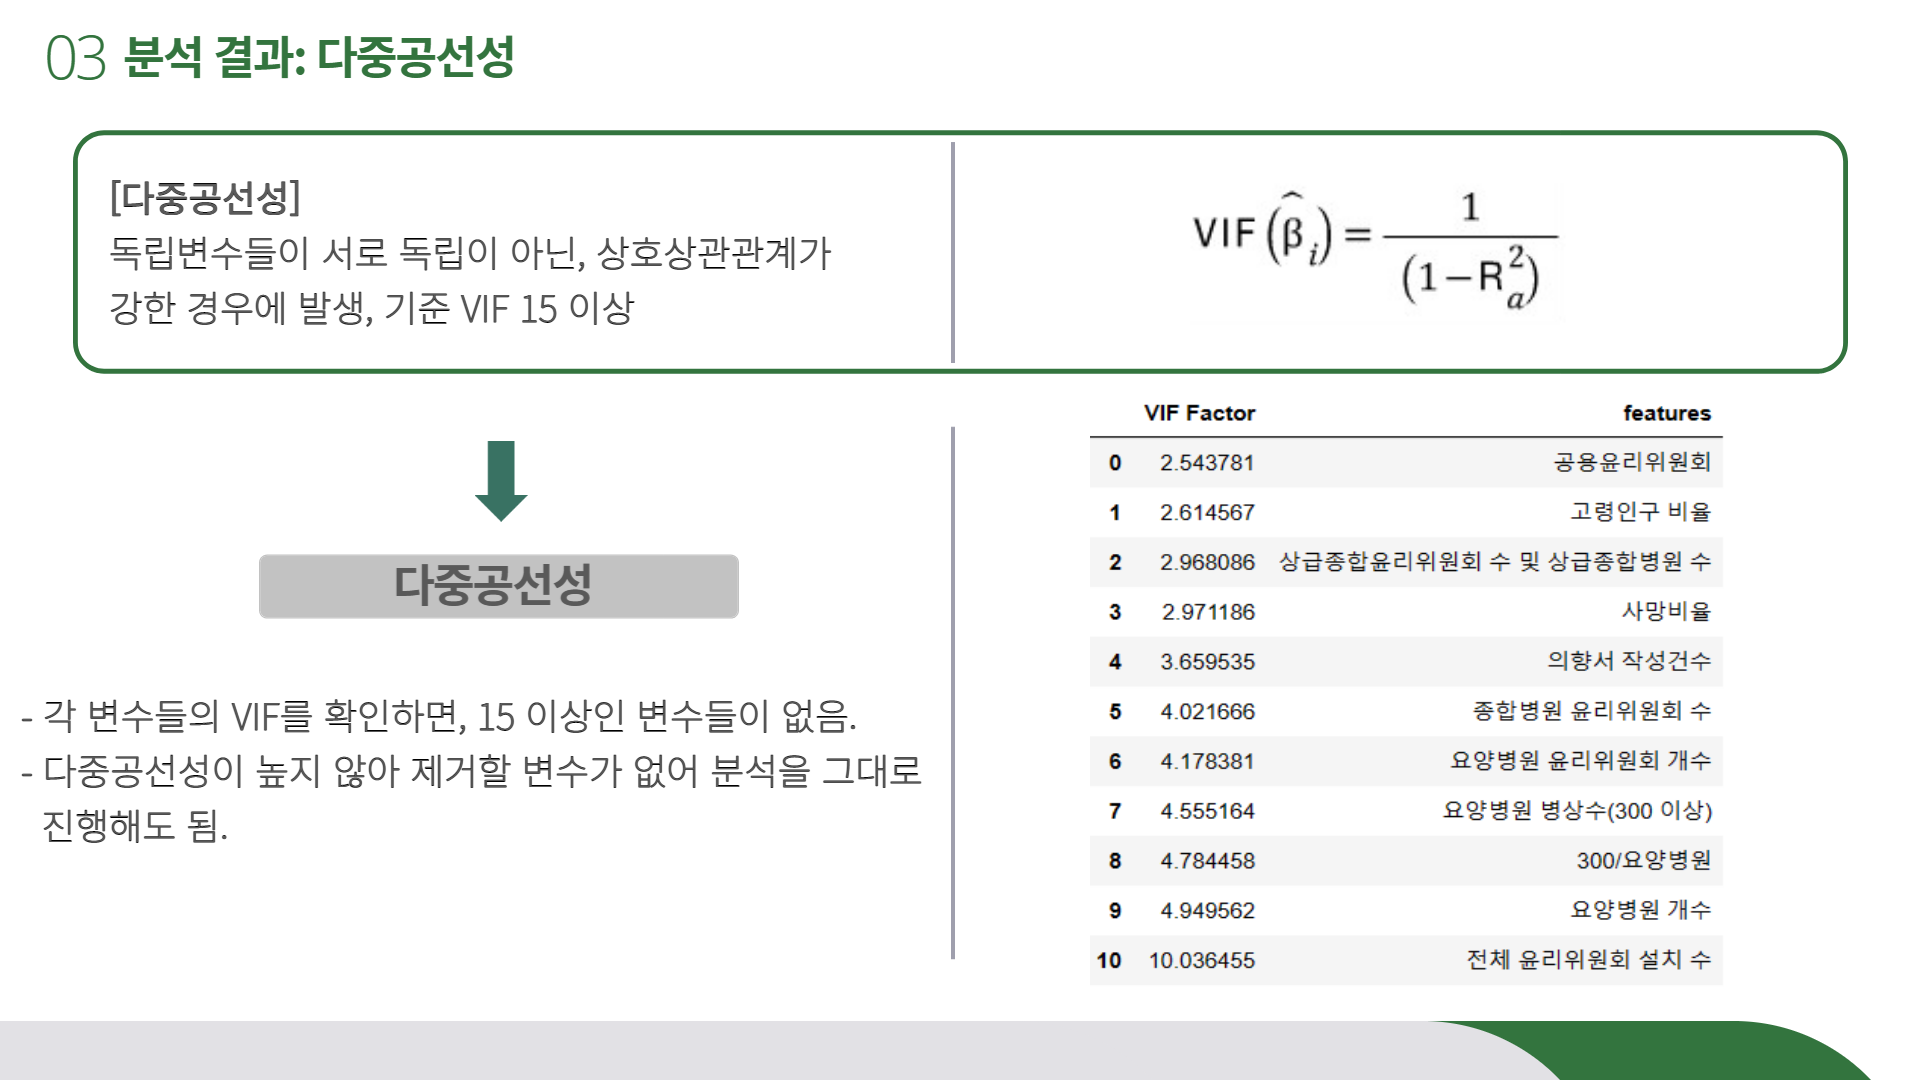 03 분석 결과: 다중공선성
[다중공선성]
독립변수들이 서로 독립이 아닌, 상호상관관계가
강한 경우에 발생, 기준 VIF 15 이상
VIF(β̂ᵢ) = 1 / (1−R²ₐ)
다중공선성
- 각 변수들의 VIF를 확인하면, 15 이상인 변수들이 없음.
- 다중공선성이 높지 않아 제거할 변수가 없어 분석을 그대로
진행해도 됨.
VIF Factor features
0 2.543781 공용윤리위원회
1 2.614567 고령인구 비율
2 2.968086 상급종합윤리위원회 수 및 상급종합병원 수
3 2.971186 사망비율
4 3.659535 의향서 작성건수
5 4.021666 종합병원 윤리위원회 수
6 4.178381 요양병원 윤리위원회 개수
7 4.555164 요양병원 병상수(300 이상)
8 4.784458 300/요양병원
9 4.949562 요양병원 개수
10 10.036455 전체 윤리위원회 설치 수